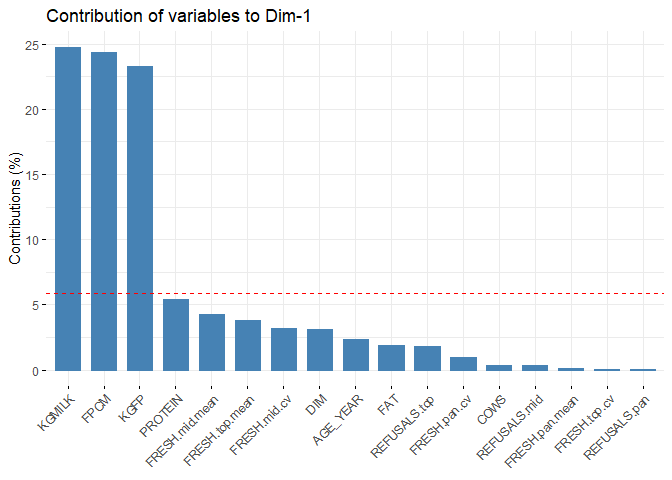 Contribution of variables to Dim-1
Contributions (%)
25
20
15
10
5
0
KGMILK
FPCM
KGFP
PROTEIN
FRESH.mid.mean
FRESH.top.mean
FRESH.mid.cv
DIM
AGE_YEAR
FAT
REFUSALS.top
FRESH.pan.cv
COWS
REFUSALS.mid
FRESH.pan.mean
FRESH.top.cv
REFUSALS.pan